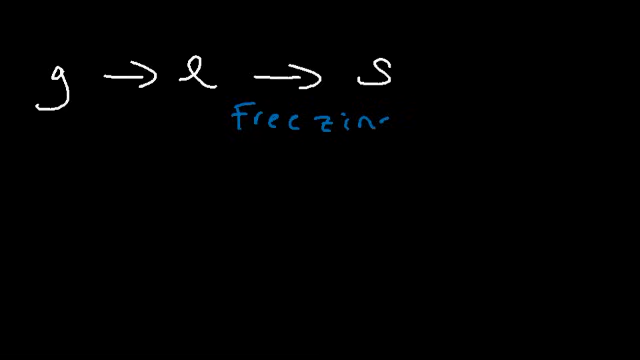 g → l → s
Freezin